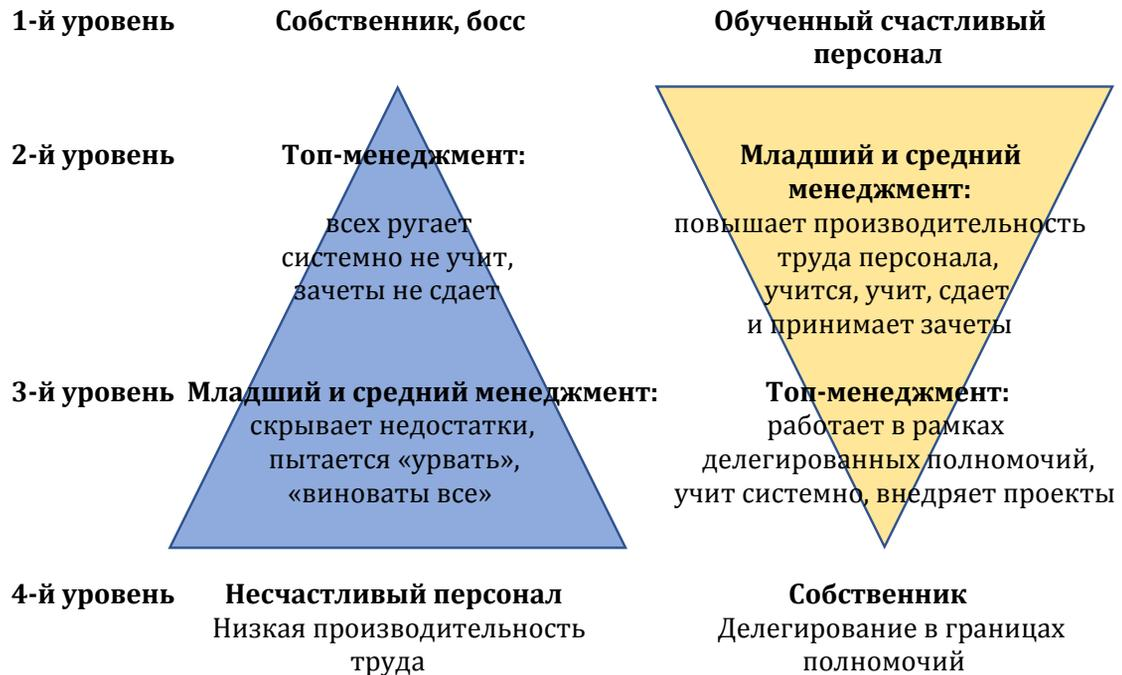 1-й уровень
Собственник, босс
Обученный счастливый
персонал
2-й уровень
Топ-менеджмент:
всех ругает
системно не учит,
зачеты не сдает
Младший и средний
менеджмент:
повышает производительность
труда персонала,
учится, учит, сдает
и принимает зачеты
3-й уровень
Младший и средний менеджмент:
скрывает недостатки,
пытается «урвать»,
«виноваты все»
Топ-менеджмент:
работает в рамках
делегированных полномочий,
учит системно, внедряет проекты
4-й уровень
Несчастливый персонал
Низкая производительность
труда
Собственник
Делегирование в границах
полномочий